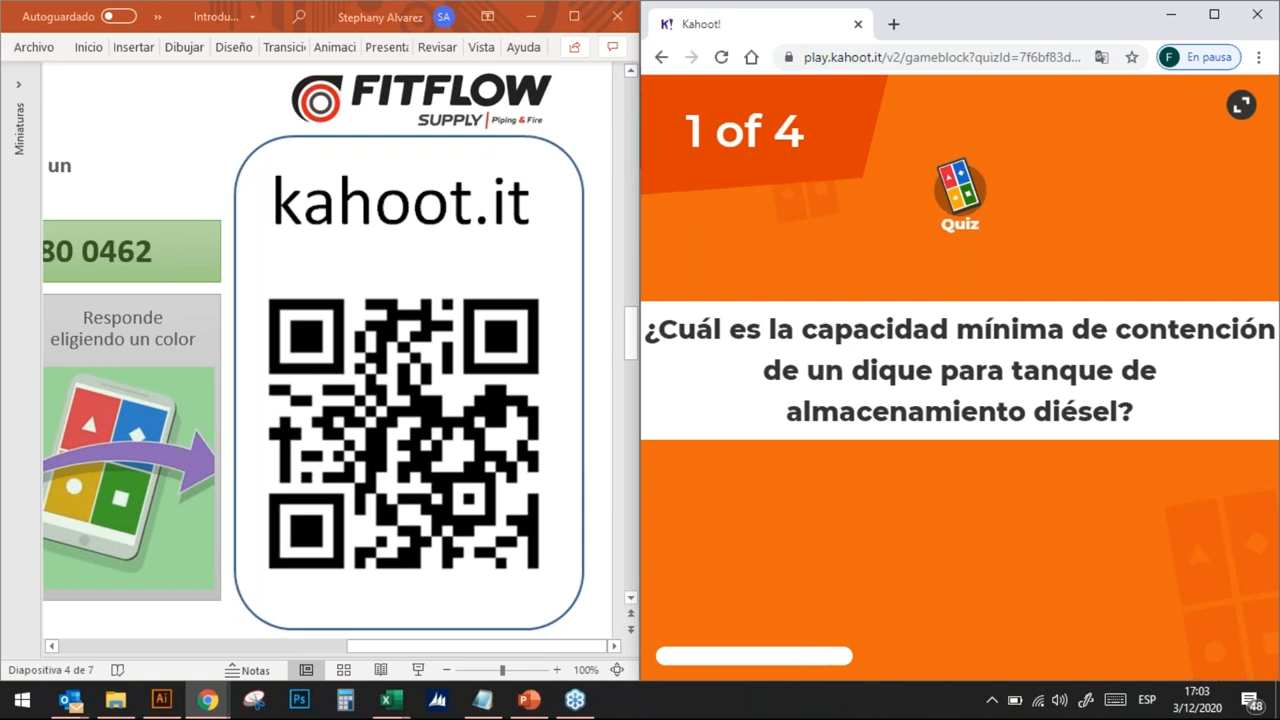 Autoguardado
Introdu...
Stephany Alvarez
SA
Archivo
Inicio
Insertar
Dibujar
Diseño
Transici
Animaci
Presenta
Revisar
Vista
Ayuda
Miniaturas
FITFLOW
SUPPLY | Piping & Fire
un
80 0462
Responde
eligiendo un color
kahoot.it
Diapositiva 4 de 7
Notas
100%
K! Kahoot!
play.kahoot.it/v2/gameblock?quizId=7f6bf83d...
F
En pausa
1 of 4
Quiz
¿Cuál es la capacidad mínima de contención
de un dique para tanque de
almacenamiento diésel?
Ai
Ps
ESP
17:03
3/12/2020
48